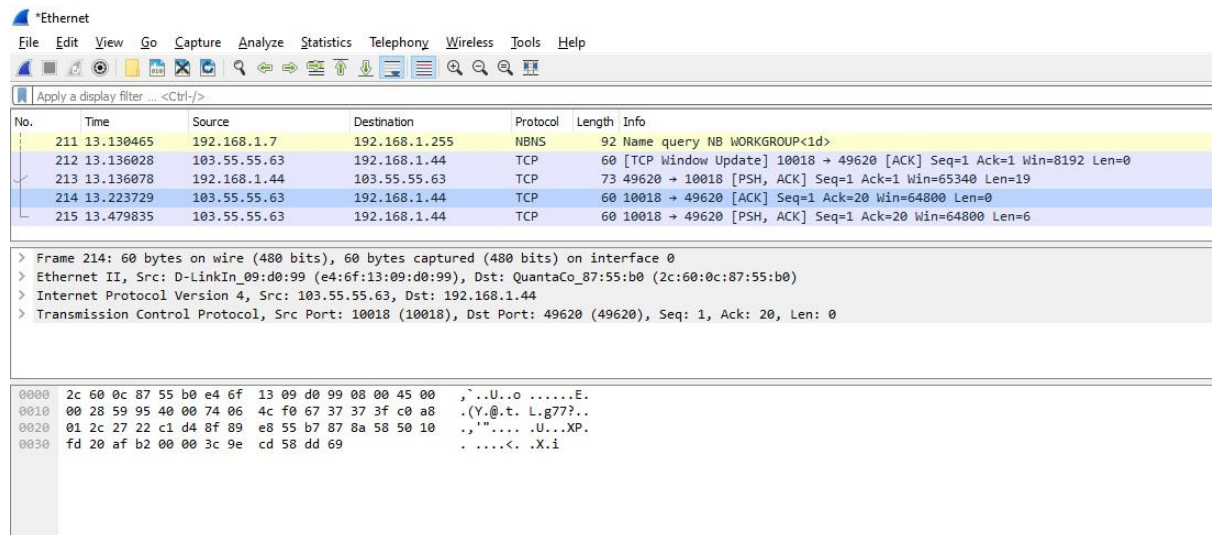 *Ethernet
File Edit View Go Capture Analyze Statistics Telephony Wireless Tools Help
Apply a display filter ... <Ctrl-/>
No. Time Source Destination Protocol Length Info
211 13.130465 192.168.1.7 192.168.1.255 NBNS 92 Name query NB WORKGROUP<1d>
212 13.136028 103.55.55.63 192.168.1.44 TCP 60 [TCP Window Update] 10018 → 49620 [ACK] Seq=1 Ack=1 Win=8192 Len=0
213 13.136078 192.168.1.44 103.55.55.63 TCP 73 49620 → 10018 [PSH, ACK] Seq=1 Ack=1 Win=65340 Len=19
214 13.223729 103.55.55.63 192.168.1.44 TCP 60 10018 → 49620 [ACK] Seq=1 Ack=20 Win=64800 Len=0
215 13.479835 103.55.55.63 192.168.1.44 TCP 60 10018 → 49620 [PSH, ACK] Seq=1 Ack=20 Win=64800 Len=6
> Frame 214: 60 bytes on wire (480 bits), 60 bytes captured (480 bits) on interface 0
> Ethernet II, Src: D-LinkIn_09:d0:99 (e4:6f:13:09:d0:99), Dst: QuantaCo_87:55:b0 (2c:60:0c:87:55:b0)
> Internet Protocol Version 4, Src: 103.55.55.63, Dst: 192.168.1.44
> Transmission Control Protocol, Src Port: 10018 (10018), Dst Port: 49620 (49620), Seq: 1, Ack: 20, Len: 0
0000 2c 60 0c 87 55 b0 e4 6f 13 09 d0 99 08 00 45 00 ,`..U..o ......E.
0010 00 28 59 95 40 00 74 06 4c f0 67 37 37 3f c0 a8 .(Y.@.t. L.g77?..
0020 01 2c 27 22 c1 d4 8f 89 e8 55 b7 87 8a 58 50 10 .,'".... .U...XP.
0030 fd 20 af b2 00 00 3c 9e cd 58 dd 69 . ....<. .X.i